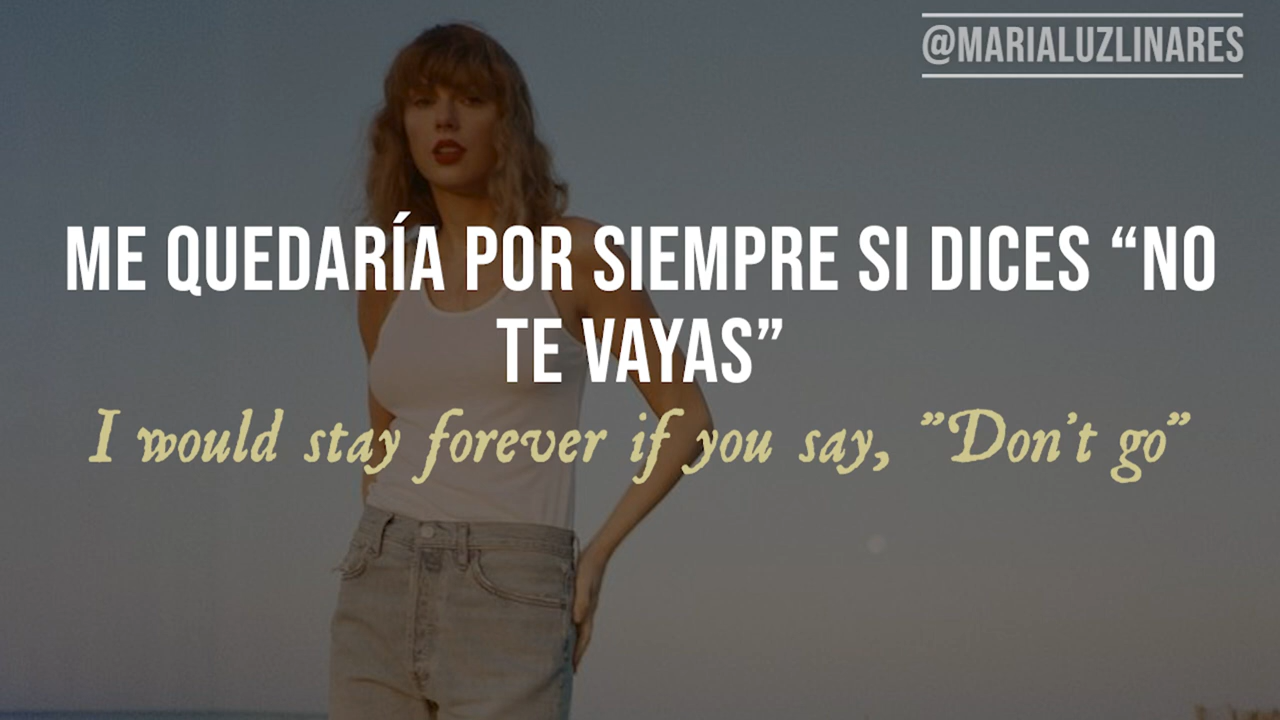 @MARIALUZLINARES
ME QUEDARÍA POR SIEMPRE SI DICES “NO
TE VAYAS”
I would stay forever if you say, "Don't go"